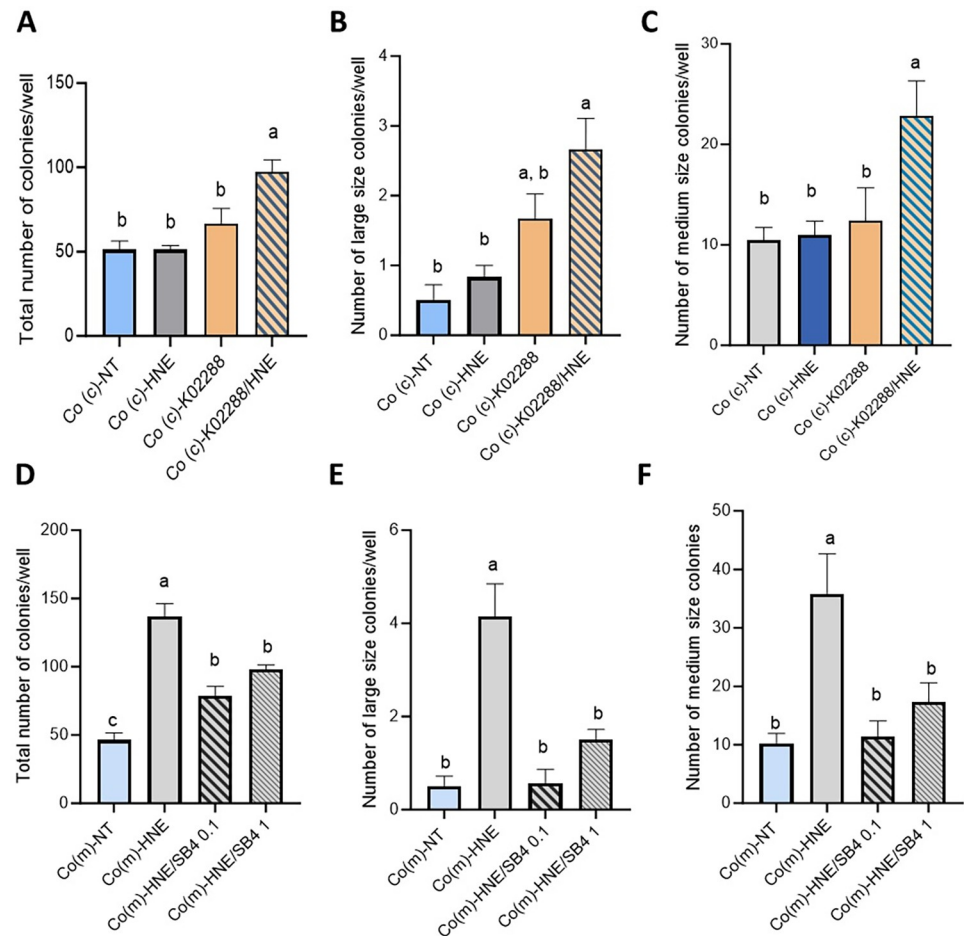 A
Total number of colonies/well
150
100
50
0
b
b
b
a
Co (c)-NT
Co (c)-HNE
Co (c)-K02288
Co (c)-K02288/HNE
B
Number of large size colonies/well
4
3
2
1
0
b
b
a, b
a
Co (c)-NT
Co (c)-HNE
Co (c)-K02288
Co (c)-K02288/HNE
C
Number of medium size colonies/well
30
20
10
0
b
b
b
a
Co (c)-NT
Co (c)-HNE
Co (c)-K02288
Co (c)-K02288/HNE
D
Total number of colonies/well
200
150
100
50
0
c
a
b
b
Co(m)-NT
Co(m)-HNE
Co(m)-HNE/SB4 0.1
Co(m)-HNE/SB4 1
E
Number of large size colonies/well
6
4
2
0
b
a
b
b
Co(m)-NT
Co(m)-HNE
Co(m)-HNE/SB4 0.1
Co(m)-HNE/SB4 1
F
Number of medium size colonies
50
40
30
20
10
0
b
a
b
b
Co(m)-NT
Co(m)-HNE
Co(m)-HNE/SB4 0.1
Co(m)-HNE/SB4 1